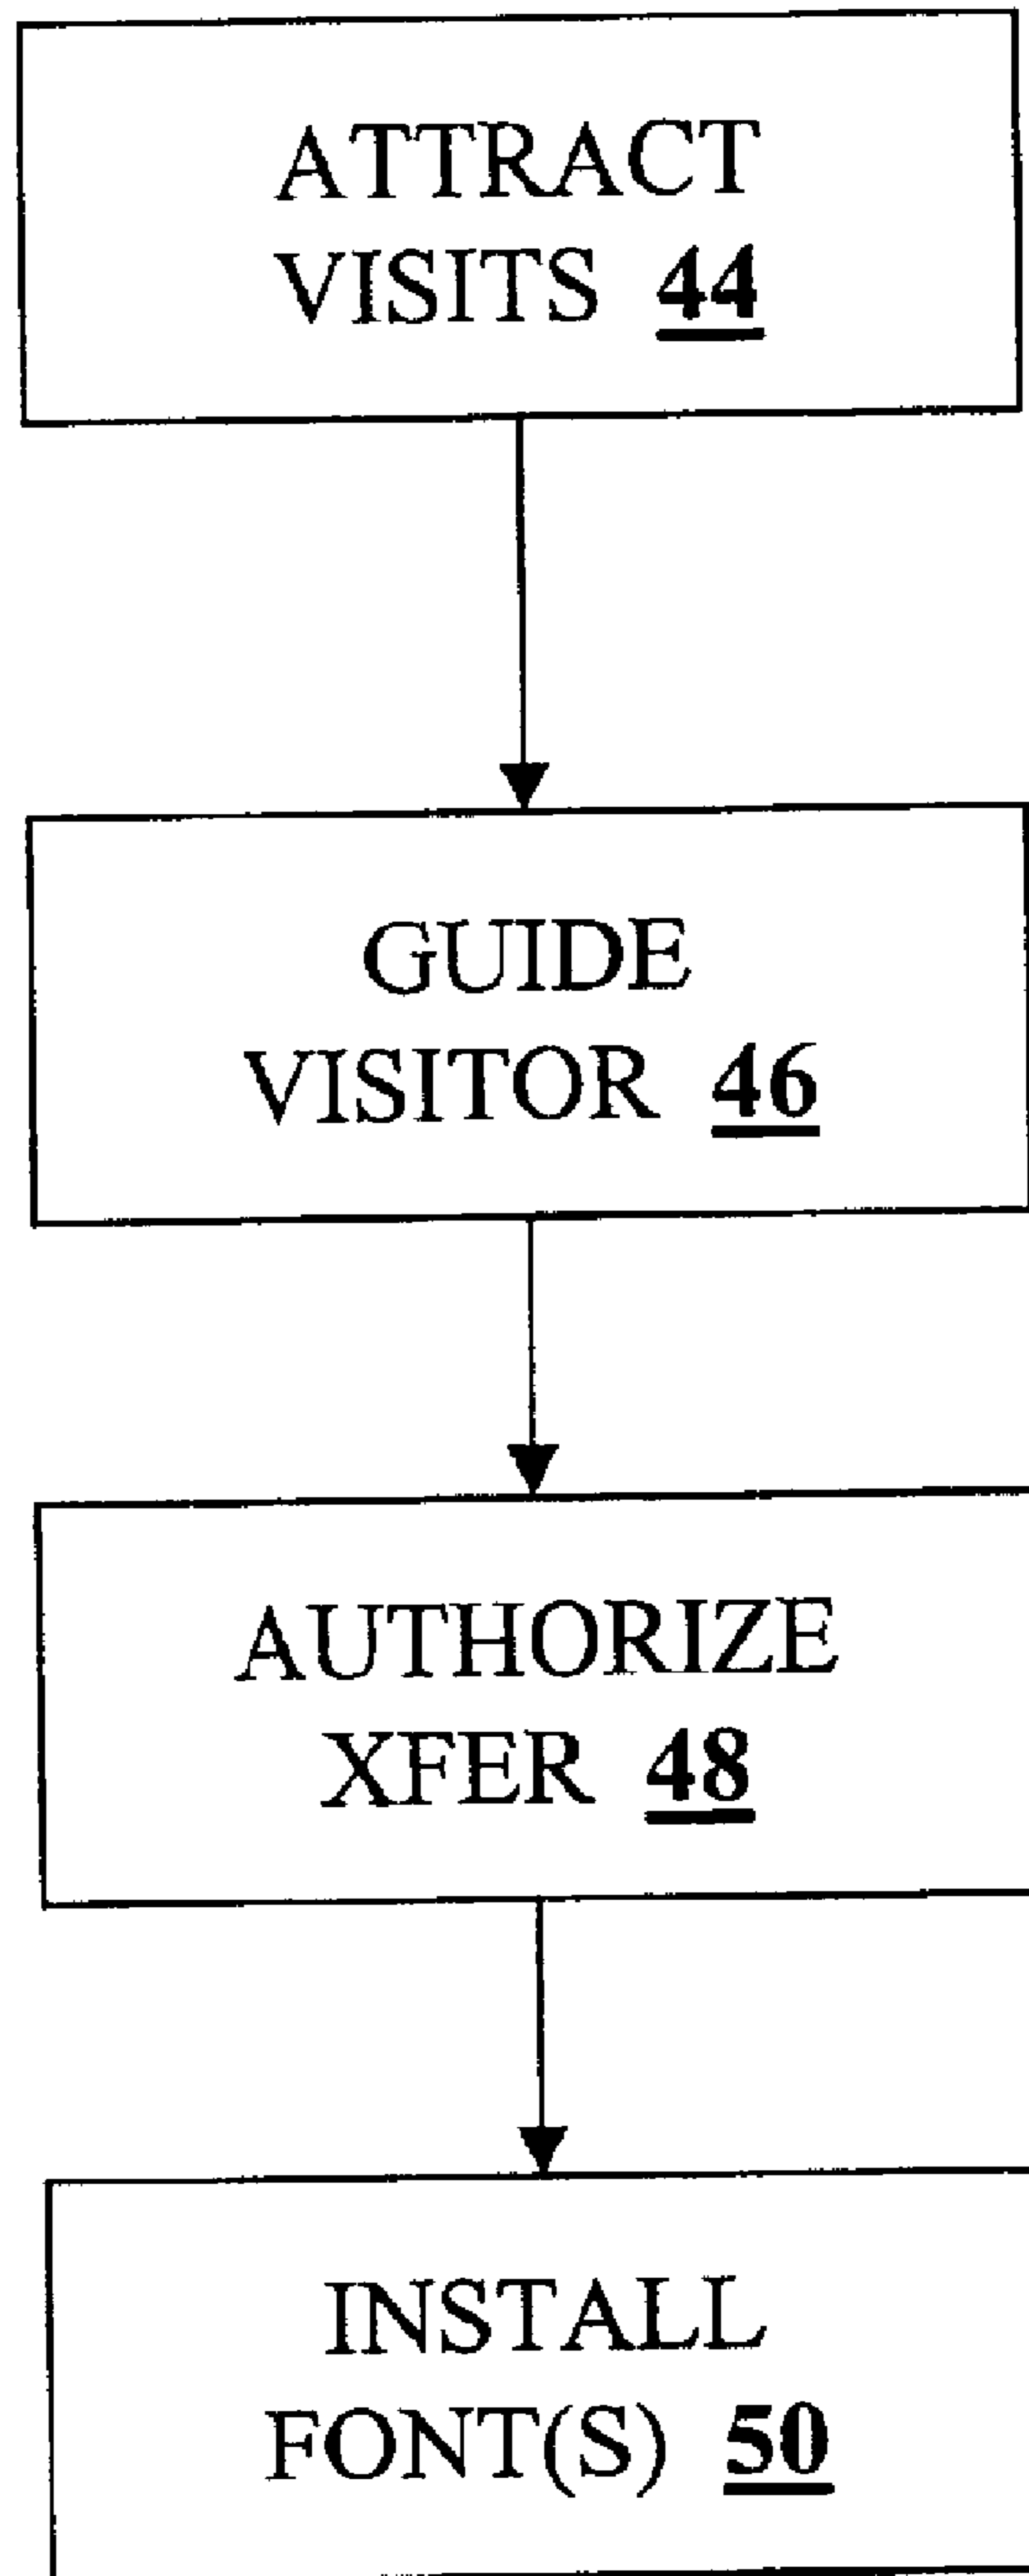 ATTRACT
VISITS 44
GUIDE
VISITOR 46
AUTHORIZE
XFER 48
INSTALL
FONT(S) 50